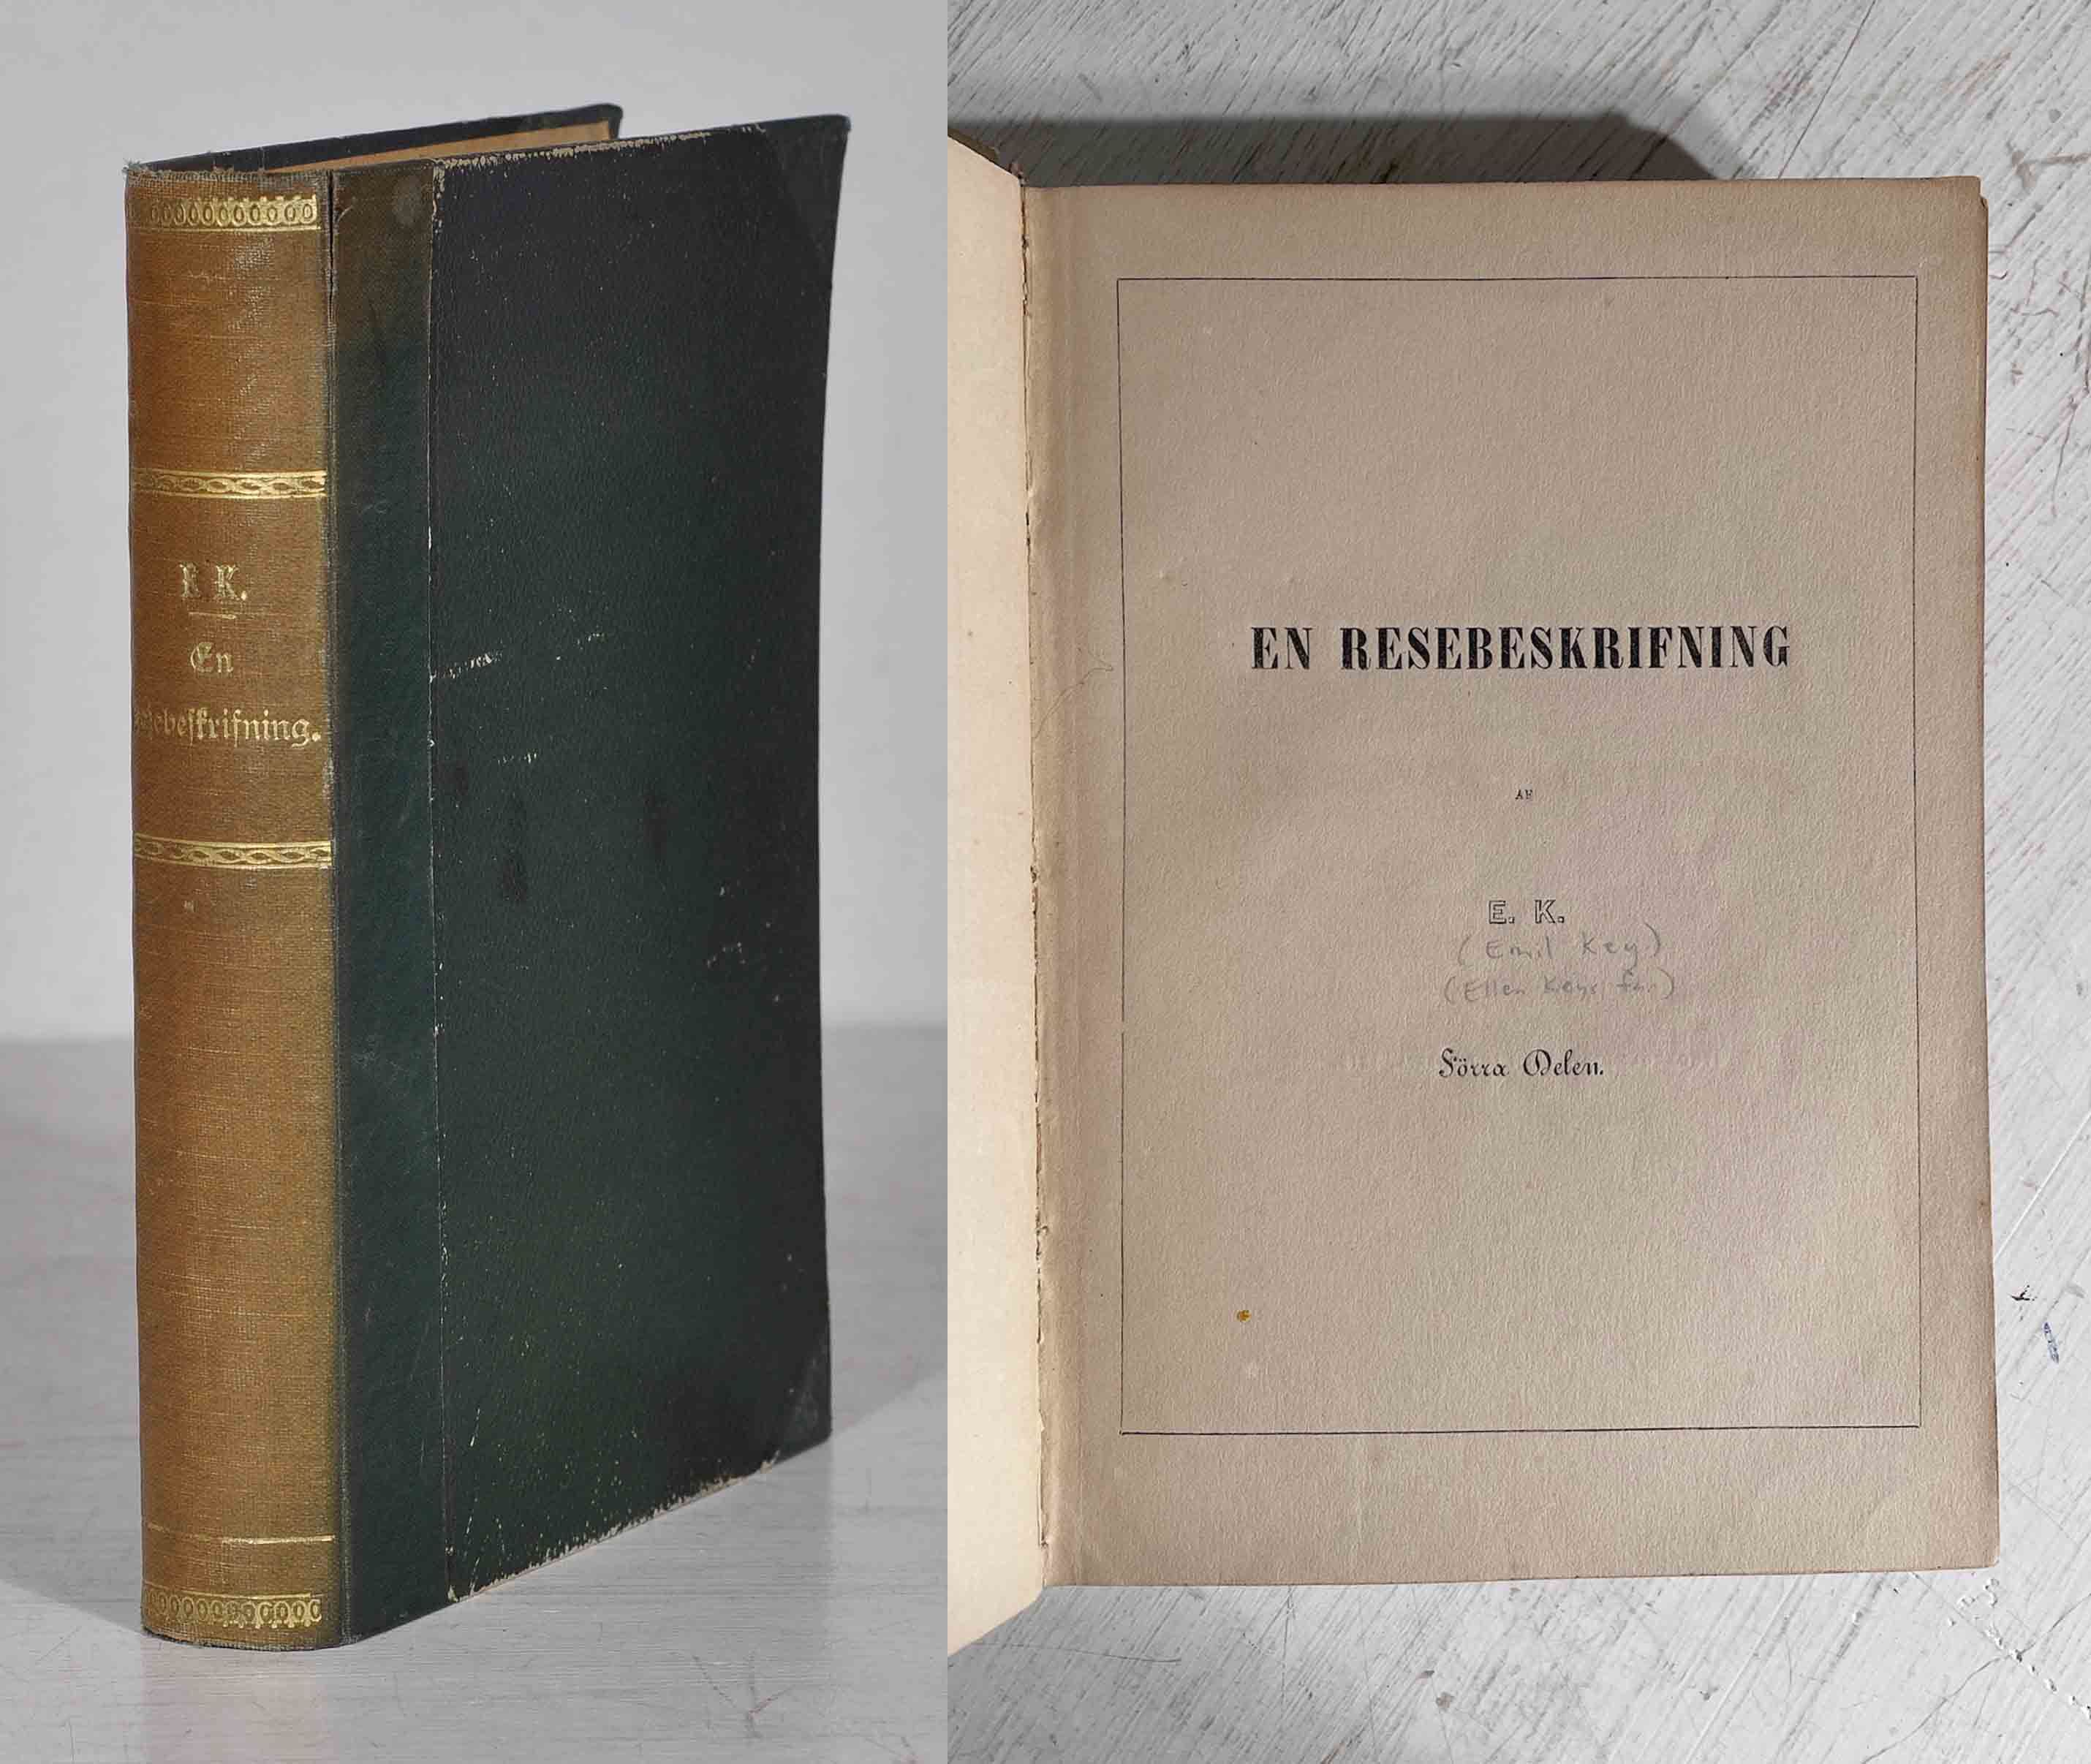 K.
En
Resebeskrifning.
EN RESEBESKRIFNING
AF
E. K.
(Emil Key)
(Ellen Keys far)
Förra Delen.